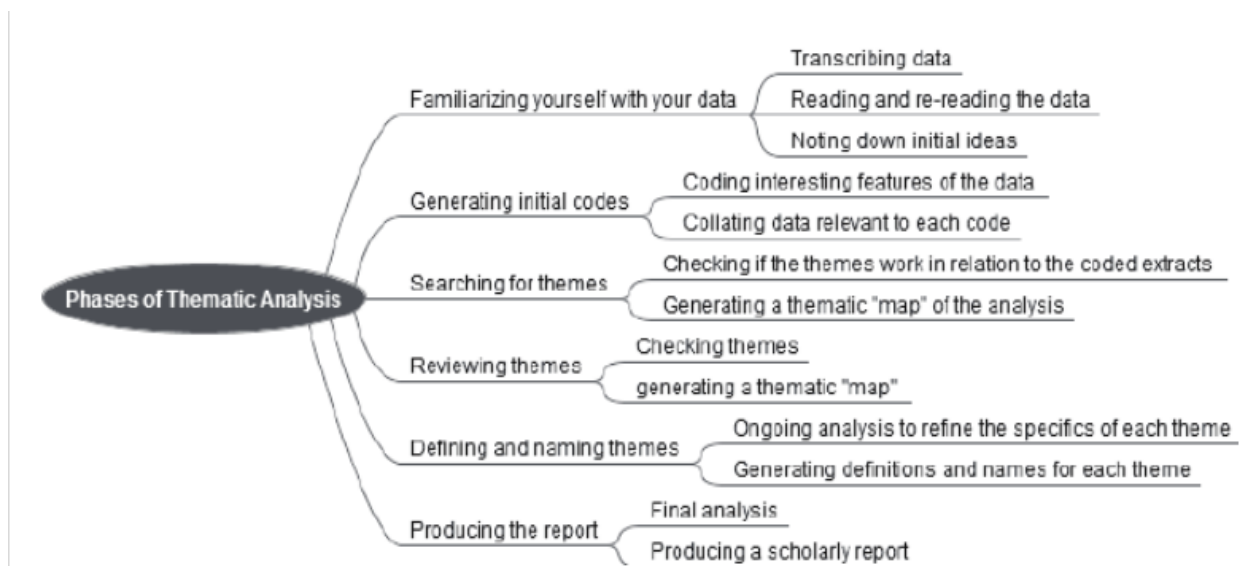 Phases of Thematic Analysis
Familiarizing yourself with your data
Transcribing data
Reading and re-reading the data
Noting down initial ideas
Generating initial codes
Coding interesting features of the data
Collating data relevant to each code
Searching for themes
Checking if the themes work in relation to the coded extracts
Generating a thematic "map" of the analysis
Reviewing themes
Checking themes
generating a thematic "map"
Defining and naming themes
Ongoing analysis to refine the specifics of each theme
Generating definitions and names for each theme
Producing the report
Final analysis
Producing a scholarly report